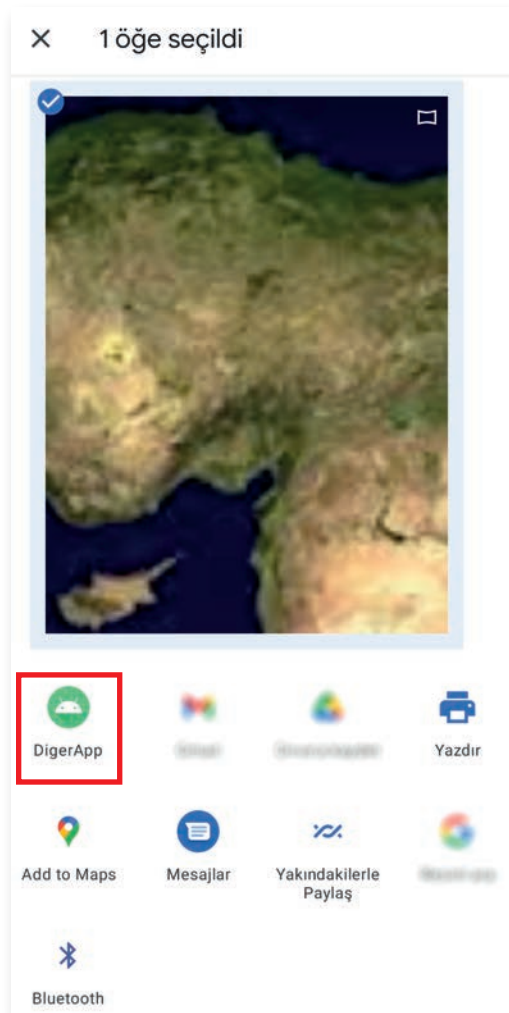 1 öğe seçildi
DigerApp
Yazdır
Add to Maps
Mesajlar
Yakındakilerle
Paylaş
Bluetooth